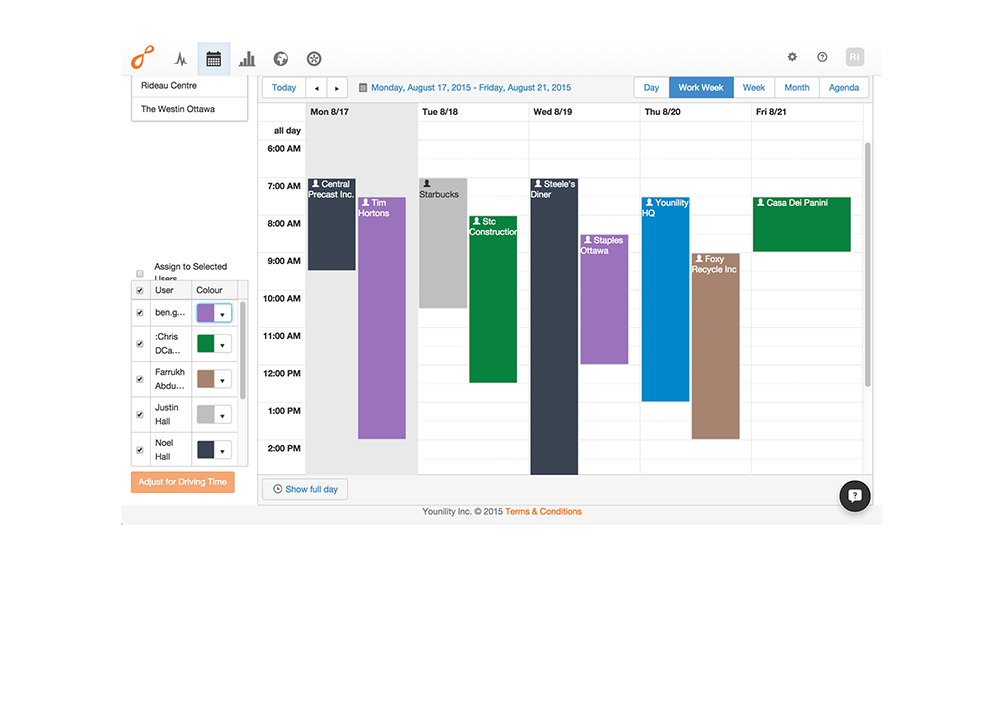 RI
Rideau Centre
The Westin Ottawa
Today
Monday, August 17, 2015 - Friday, August 21, 2015
Day
Work Week
Week
Month
Agenda
Mon 8/17
Tue 8/18
Wed 8/19
Thu 8/20
Fri 8/21
all day
6:00 AM
7:00 AM
8:00 AM
9:00 AM
10:00 AM
11:00 AM
12:00 PM
1:00 PM
2:00 PM
Central
Precast Inc.
Tim
Hortons
Starbucks
Stc
Construction
Steele's
Diner
Staples
Ottawa
Younility
HQ
Foxy
Recycle Inc
Casa Dei Panini
Assign to Selected
Users
User
Colour
ben.g...
:Chris
DCa...
Farrukh
Abdu...
Justin
Hall
Noel
Hall
Adjust for Driving Time
Show full day
Younility Inc. © 2015 Terms & Conditions